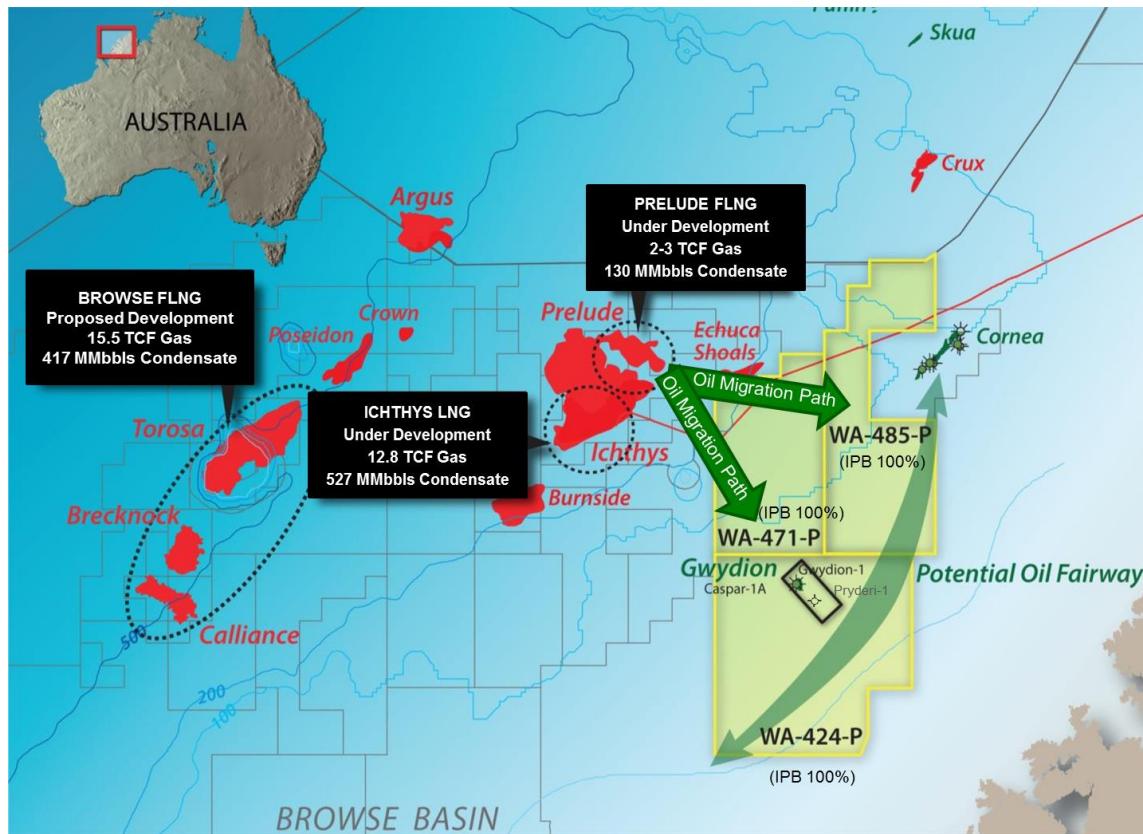 Skua
AUSTRALIA
Crux
Argus
PRELUDE FLNG
Under Development
2-3 TCF Gas
130 MMbbls Condensate
BROWSE FLNG
Proposed Development
15.5 TCF Gas
417 MMbbls Condensate
Crown
Poseidon
Prelude
Echuca
Shoals
Cornea
Oil Migration Path
Oil Migration Path
ICHTHYS LNG
Under Development
12.8 TCF Gas
527 MMbbls Condensate
Torosa
Ichthys
WA-485-P
(IPB 100%)
Burnside
Brecknock
(IPB 100%)
WA-471-P
Gwydion
Gwydion-1
Caspar-1A
Pryderi-1
Potential Oil Fairway
Calliance
500
200
100
WA-424-P
(IPB 100%)
BROWSE BASIN